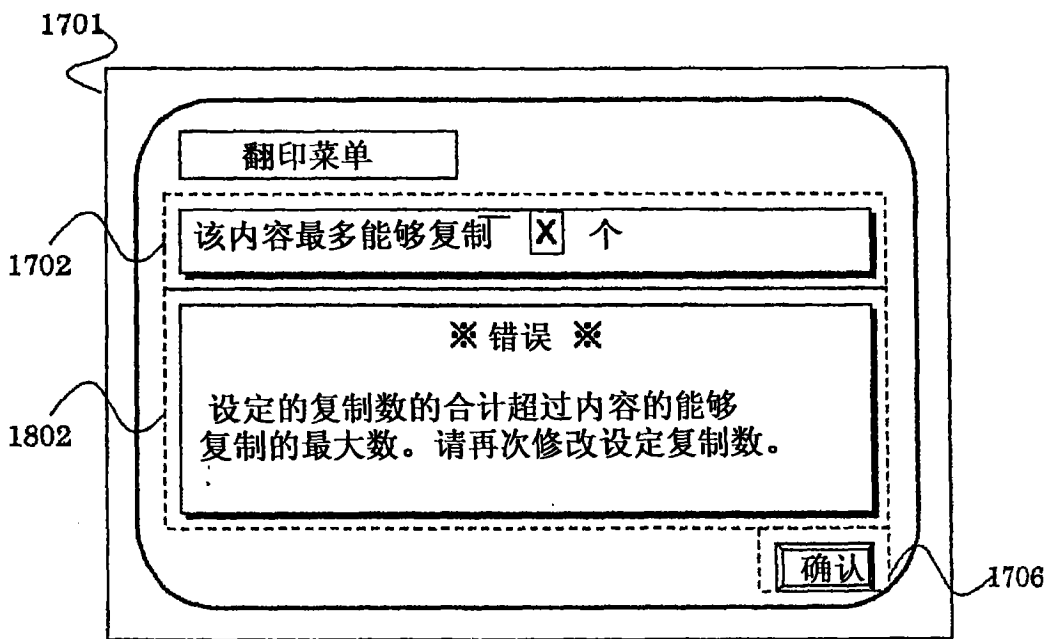 1701
翻印菜单
该内容最多能够复制 X 个
1702
※ 错误 ※
设定的复制数的合计超过内容的能够
复制的最大数。请再次修改设定复制数。
1802
确认
1706